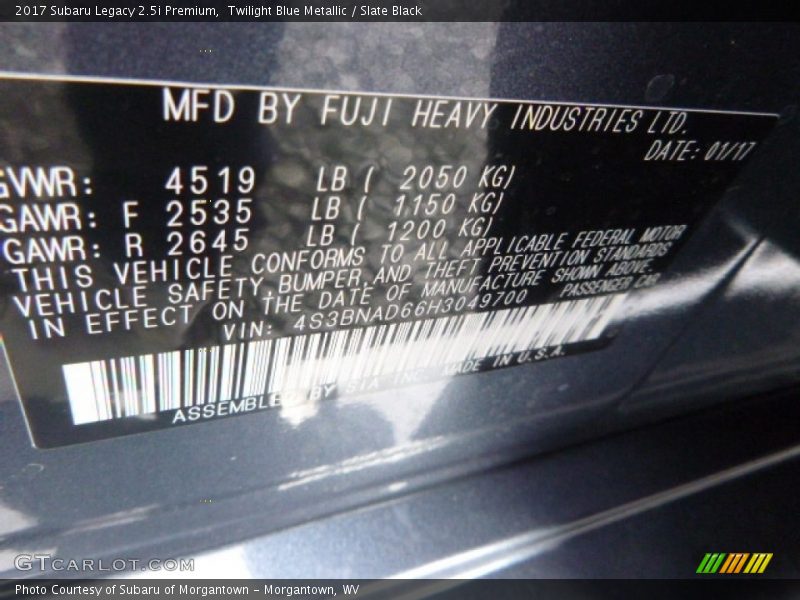 2017 Subaru Legacy 2.5i Premium, Twilight Blue Metallic / Slate Black
MFD BY FUJI HEAVY INDUSTRIES LTD.
DATE: 01/17
GVWR: 4519 LB ( 2050 KG)
GAWR: F 2535 LB ( 1150 KG)
GAWR: R 2645 LB ( 1200 KG)
THIS VEHICLE CONFORMS TO ALL APPLICABLE FEDERAL MOTOR
VEHICLE SAFETY BUMPER, AND THEFT PREVENTION STANDARDS
IN EFFECT ON THE DATE OF MANUFACTURE SHOWN ABOVE.
VIN: 4S3BNAD66H3049700 PASSENGER CAR
ASSEMBLED BY SIA INC. MADE IN U.S.A.
GTCARLOT.COM
Photo Courtesy of Subaru of Morgantown - Morgantown, WV